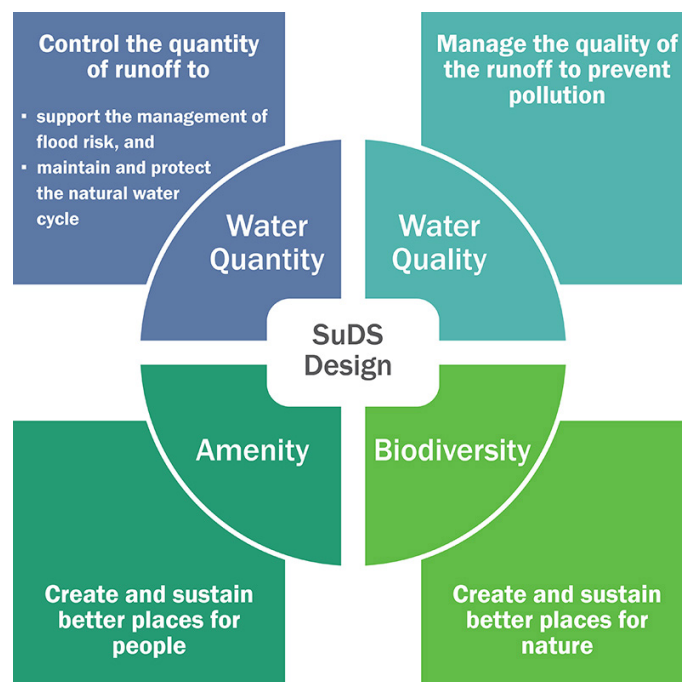 Control the quantity
of runoff to
▪ support the management of
flood risk, and
▪ maintain and protect
the natural water
cycle
Water
Quantity
Manage the quality of
the runoff to prevent
pollution
Water
Quality
SuDS
Design
Amenity
Create and sustain
better places for
people
Biodiversity
Create and sustain
better places for
nature